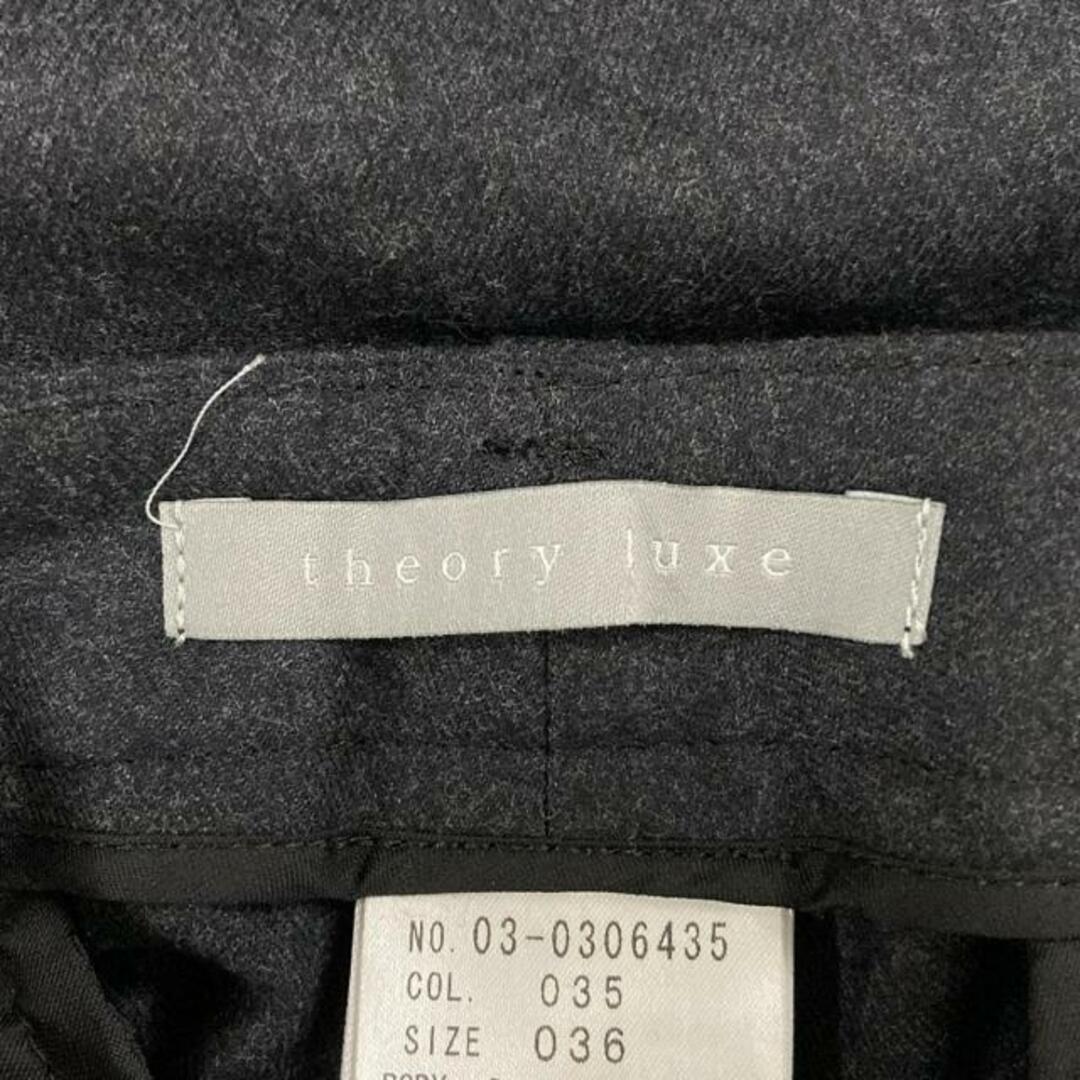 theory luxe
NO. 03-0306435
COL. 035
SIZE 036